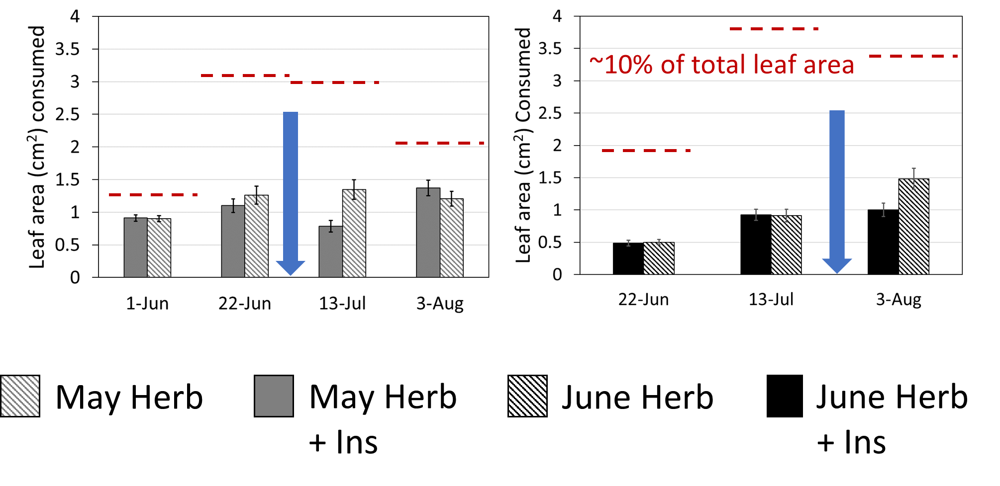 Leaf area (cm²) consumed
4
3.5
3
2.5
2
1.5
1
0.5
0
1-Jun 22-Jun 13-Jul 3-Aug
Leaf area (cm²) Consumed
4
3.5
3
2.5
2
1.5
1
0.5
0
~10% of total leaf area
22-Jun 13-Jul 3-Aug
May Herb
May Herb
+ Ins
June Herb
June Herb
+ Ins